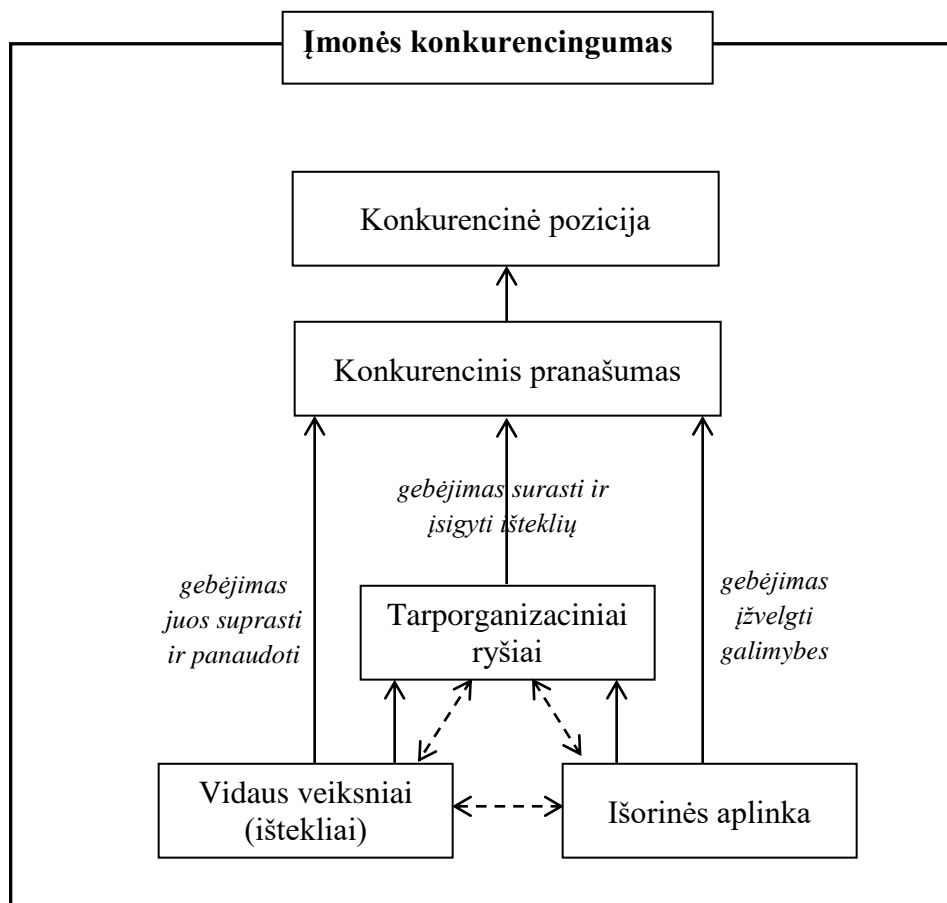 Įmonės konkurencingumas
Konkurencinė pozicija
Konkurencinis pranašumas
gebėjimas surasti ir
įsigyti išteklių
gebėjimas
juos suprasti
ir panaudoti
Tarporganizaciniai
ryšiai
gebėjimas
įžvelgti
galimybes
Vidaus veiksniai
(ištekliai)
Išorinės aplinka